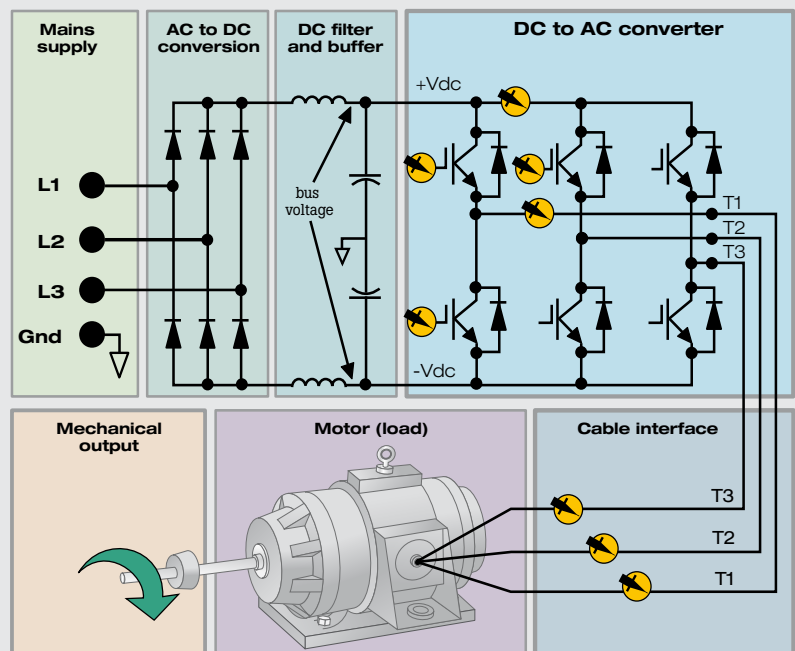 Mains
supply
AC to DC
conversion
DC filter
and buffer
DC to AC converter
+Vdc
L1
L2
L3
Gnd
bus
voltage
T1
T2
T3
-Vdc
Mechanical
output
Motor (load)
Cable interface
T3
T2
T1